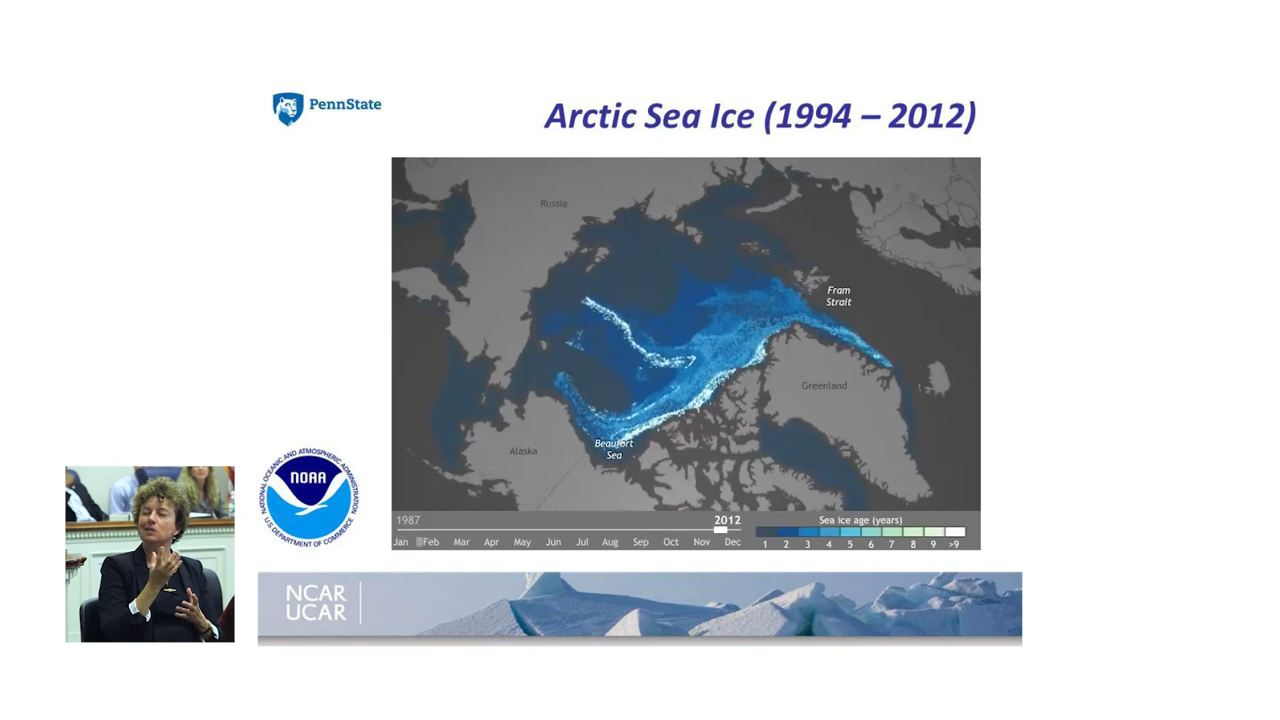 PennState
Arctic Sea Ice (1994 – 2012)
Russia
Fram
Strait
Greenland
Alaska
Beaufort
Sea
1987
2012
Jan Feb Mar Apr May Jun Jul Aug Sep Oct Nov Dec
Sea Ice age (years)
1 2 3 4 5 6 7 8 9 >9
NATIONAL OCEANIC AND ATMOSPHERIC ADMINISTRATION
NOAA
U.S. DEPARTMENT OF COMMERCE
NCAR
UCAR